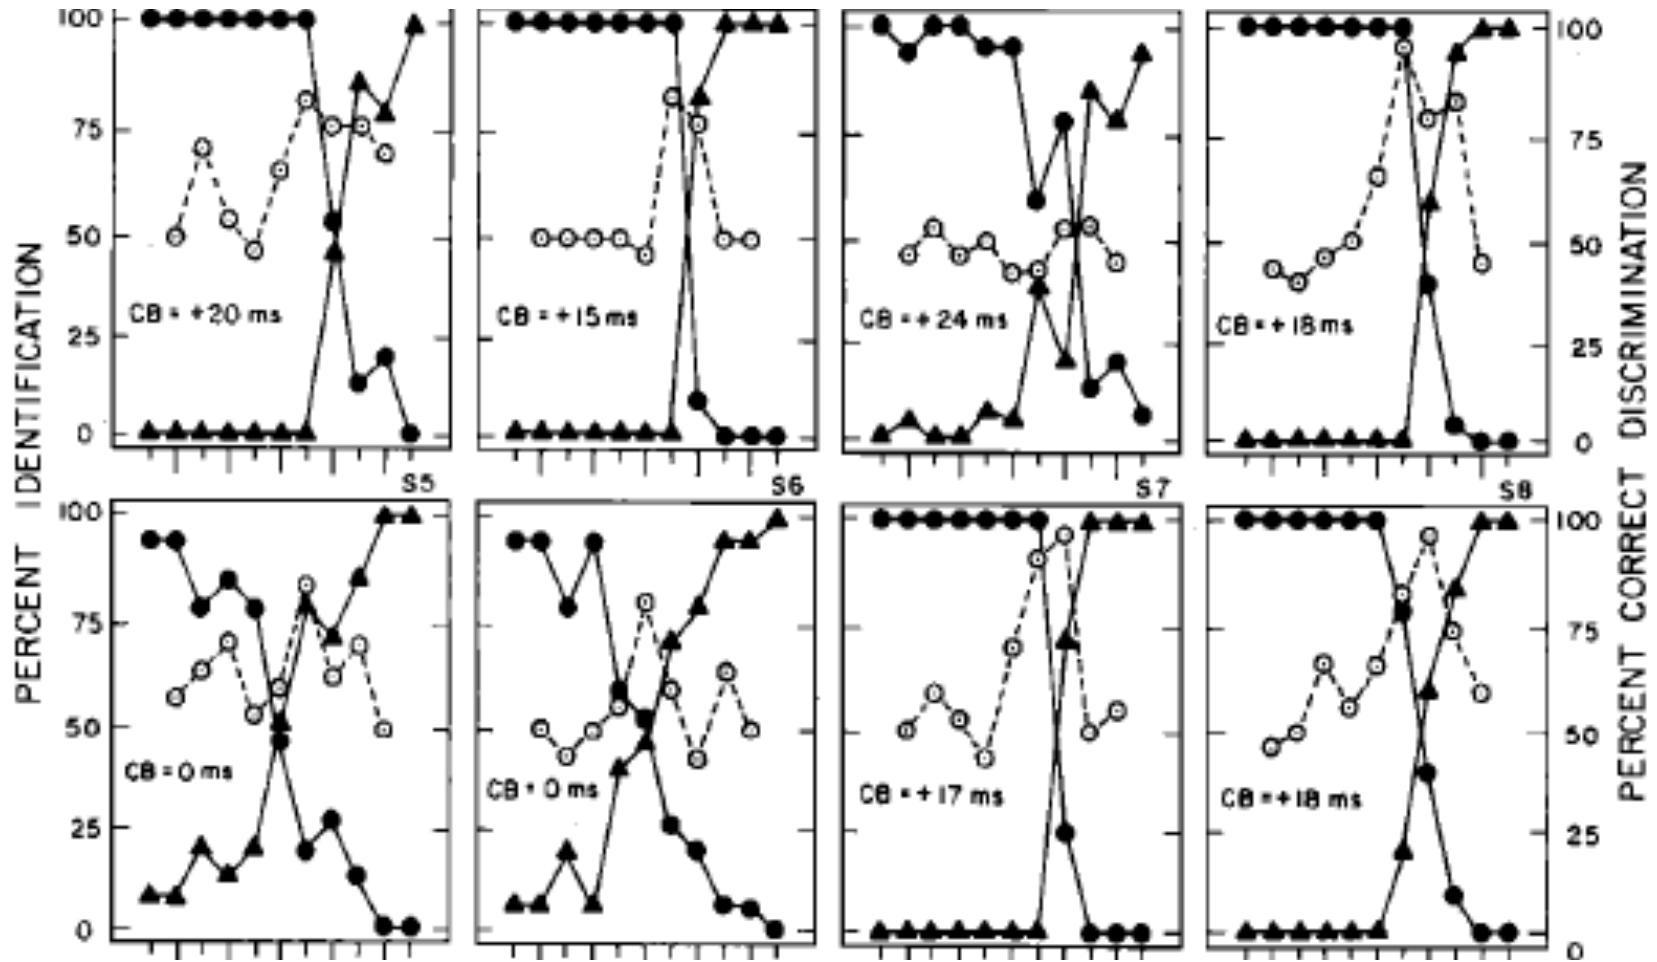 PERCENT IDENTIFICATION
100
75
50
25
0
CB = +20 ms
CB = +15 ms
CB = +24 ms
CB = +18 ms
100
75
50
25
0
S5
S6
S7
S8
100
75
50
25
0
CB = 0 ms
CB = 0 ms
CB = +17 ms
CB = +18 ms
100
75
50
25
0
PERCENT CORRECT DISCRIMINATION